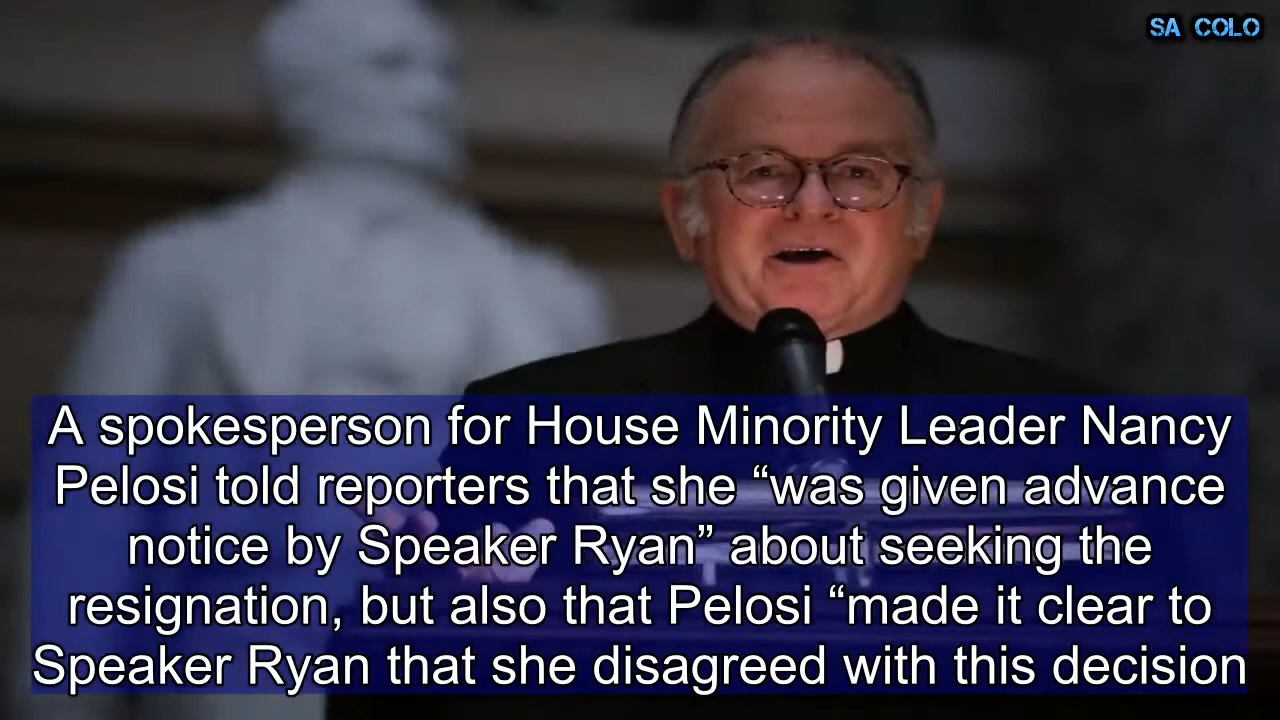 SA COLO
A spokesperson for House Minority Leader Nancy
Pelosi told reporters that she “was given advance
notice by Speaker Ryan” about seeking the
resignation, but also that Pelosi “made it clear to
Speaker Ryan that she disagreed with this decision